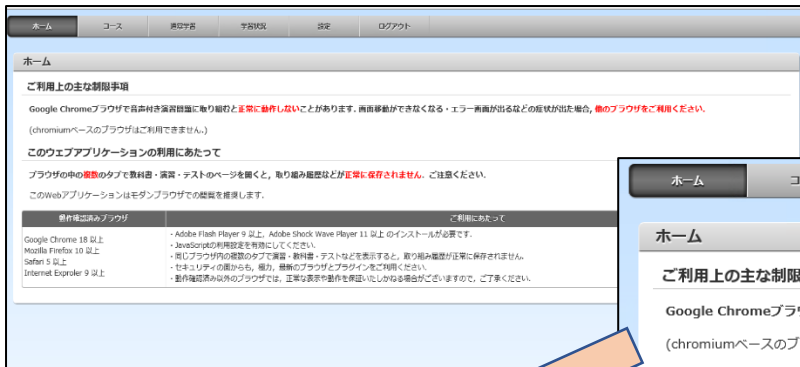 ホーム コース 適応学習 学習状況 設定 ログアウト
ホーム
ご利用上の主な制限事項
Google Chromeブラウザで音声付き演習問題に取り組むと正常に動作しないことがあります．画面移動ができなくなる・エラー画面が出るなどの症状が出た場合，他のブラウザをご利用ください．
(chromiumベースのブラウザはご利用できません.)
このウェブアプリケーションの利用にあたって
ブラウザの中の複数のタブで教科書・演習・テストのページを開くと，取り組み履歴などが正常に保存されません．ご注意ください．
このWebアプリケーションはモダンブラウザでの閲覧を推奨します．
動作確認済みブラウザ ご利用にあたって
Google Chrome 18 以上
Mozilla Firefox 10 以上
Safari 5 以上
Internet Exproler 9 以上
・Adobe Flash Player 9 以上，Adobe Shock Wave Player 11 以上 のインストールが必要です．
・JavaScriptの利用設定を有効にしてください．
・同じブラウザ内の複数のタブで演習・教科書・テストなどを表示すると，取り組み履歴が正常に保存されません．
・セキュリティの面からも，極力，最新のブラウザとプラグインをご利用ください．
・動作確認済み以外のブラウザでは，正常な表示や動作を保証いたしかねる場合がございますので，ご了承ください．
ホーム コ
ホーム
ご利用上の主な制限
Google Chromeブラ
(chromiumベースのブ